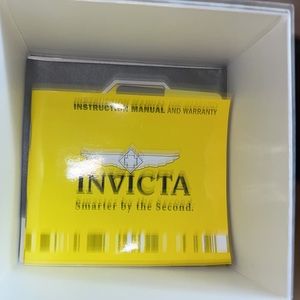 INSTRUCTION MANUAL AND WARRANTY
INVICTA
Smarter by the Second.